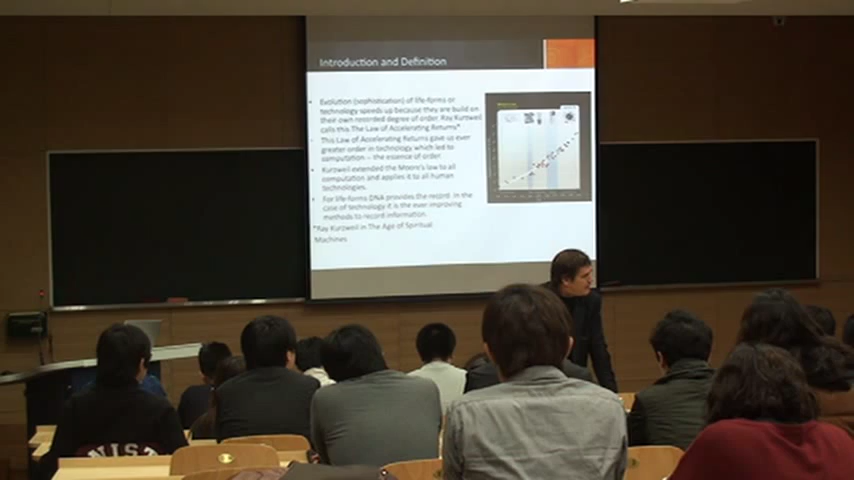 Introduction and Definition
• Evolution (sophistication) of life-forms or
technology speeds up because they are build on
their own recorded degree of order. Ray Kurzweil
calls this The Law of Accelerating Returns*
• This Law of Accelerating Returns gave us ever
greater order in technology which led to
computation – the essence of order.
• Kurzweil extended the Moore's law to all
computation and applies it to all human
technologies.
• For life-forms DNA provides the record. In the
case of technology it is the ever improving
methods to record information.
*Ray Kurzweil in The Age of Spiritual
Machines
NIST